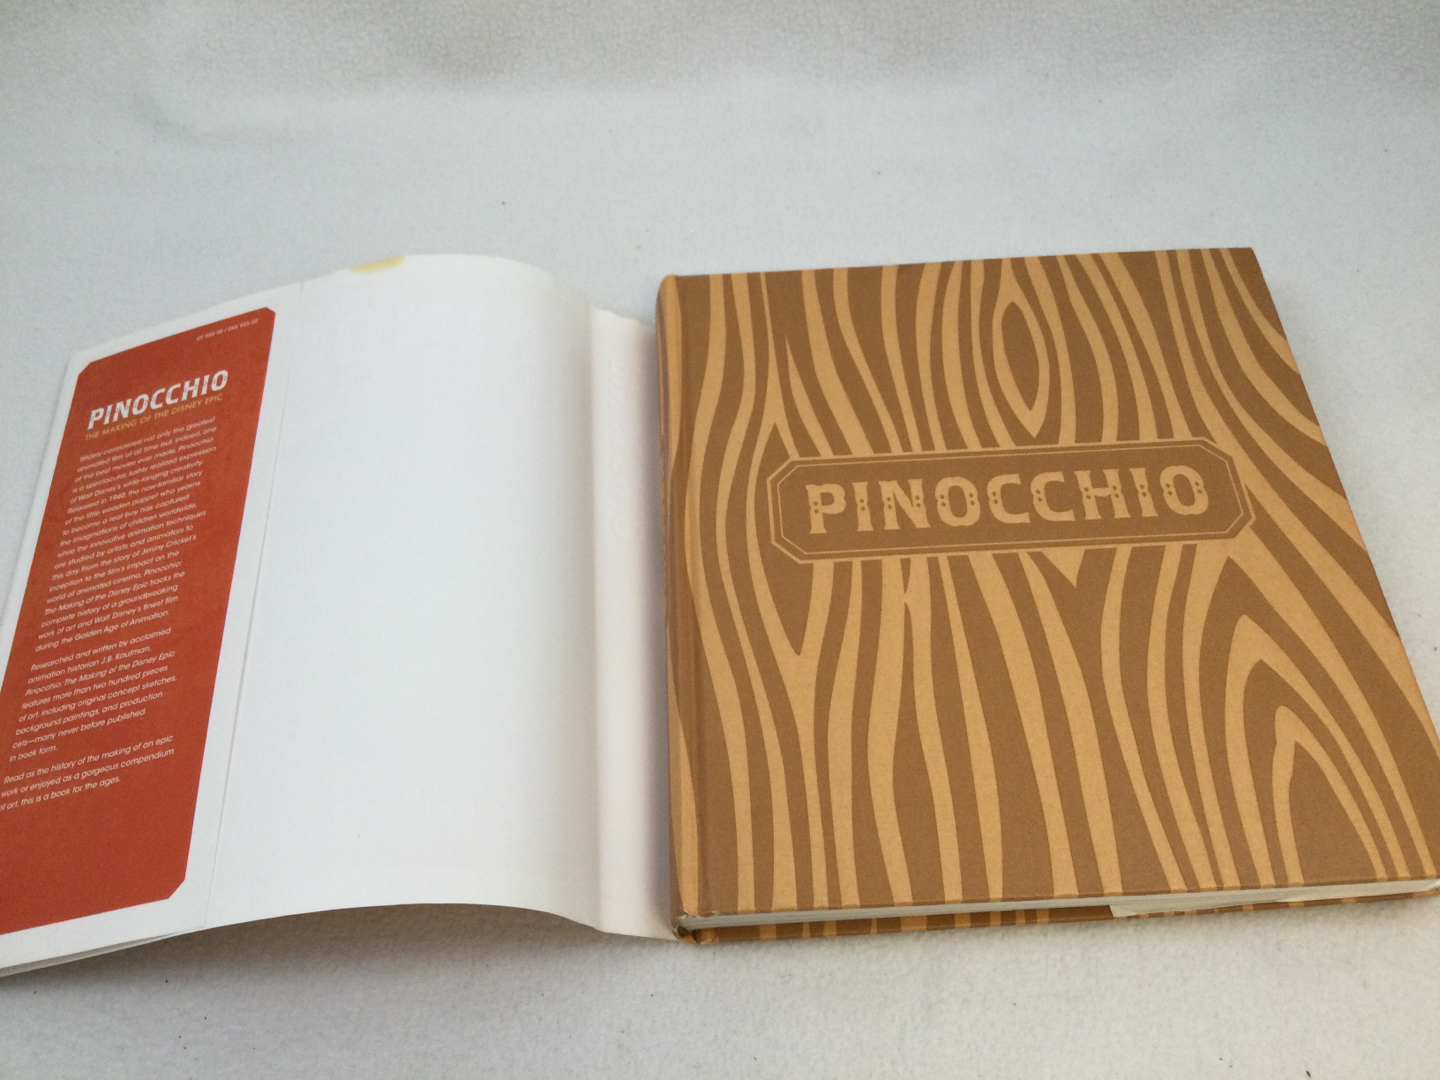 PINOCCHIO
THE MAKING OF THE DISNEY EPIC
Widely considered not only the greatest
animated film of all time but, indeed, one
of the best movies ever made, Pinocchio
is a spectacular, lushly realized expression
of Walt Disney's wide-ranging creativity.
Released in 1940, the now-familiar story
of the little wooden puppet who yearns
to become a real boy has captured
the imaginations of children worldwide,
while the innovative animation techniques
are studied by artists and animators to
this day. From the story of Jiminy Cricket's
inception to the film's impact on the
world of animated cinema, Pinocchio:
The Making of the Disney Epic tracks the
complete history of a groundbreaking
work of art and Walt Disney's finest film
during the Golden Age of Animation.
Researched and written by acclaimed
animation historian J.B. Kaufman,
Pinocchio: The Making of the Disney Epic
features more than two hundred pieces
of art, including original concept sketches,
background paintings, and production
cels—many never before published
in book form.
Read as the history of the making of an epic
work or enjoyed as a gorgeous compendium
of art, this is a book for the ages.
PINOCCHIO